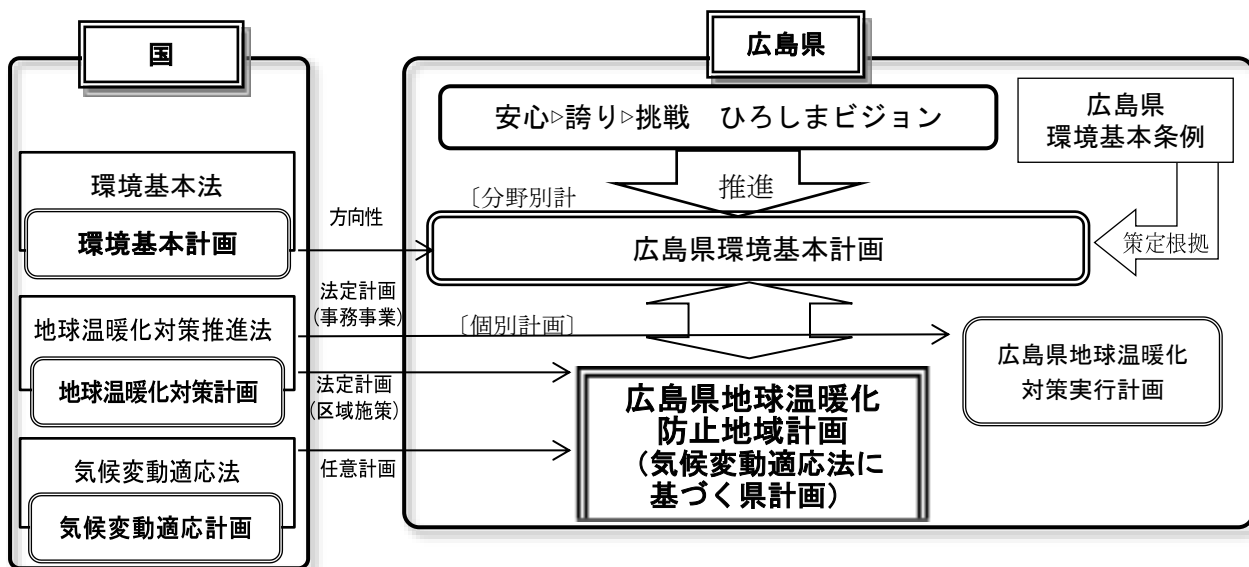 国
環境基本法
環境基本計画
地球温暖化対策推進法
地球温暖化対策計画
気候変動適応法
気候変動適応計画
方向性
法定計画
(事務事業)
法定計画
(区域施策)
任意計画
広島県
安心▷誇り▷挑戦　ひろしまビジョン
広島県
環境基本条例
推進
〔分野別計
策定根拠
広島県環境基本計画
〔個別計画〕
広島県地球温暖化
対策実行計画
広島県地球温暖化
防止地域計画
（気候変動適応法に
基づく県計画）